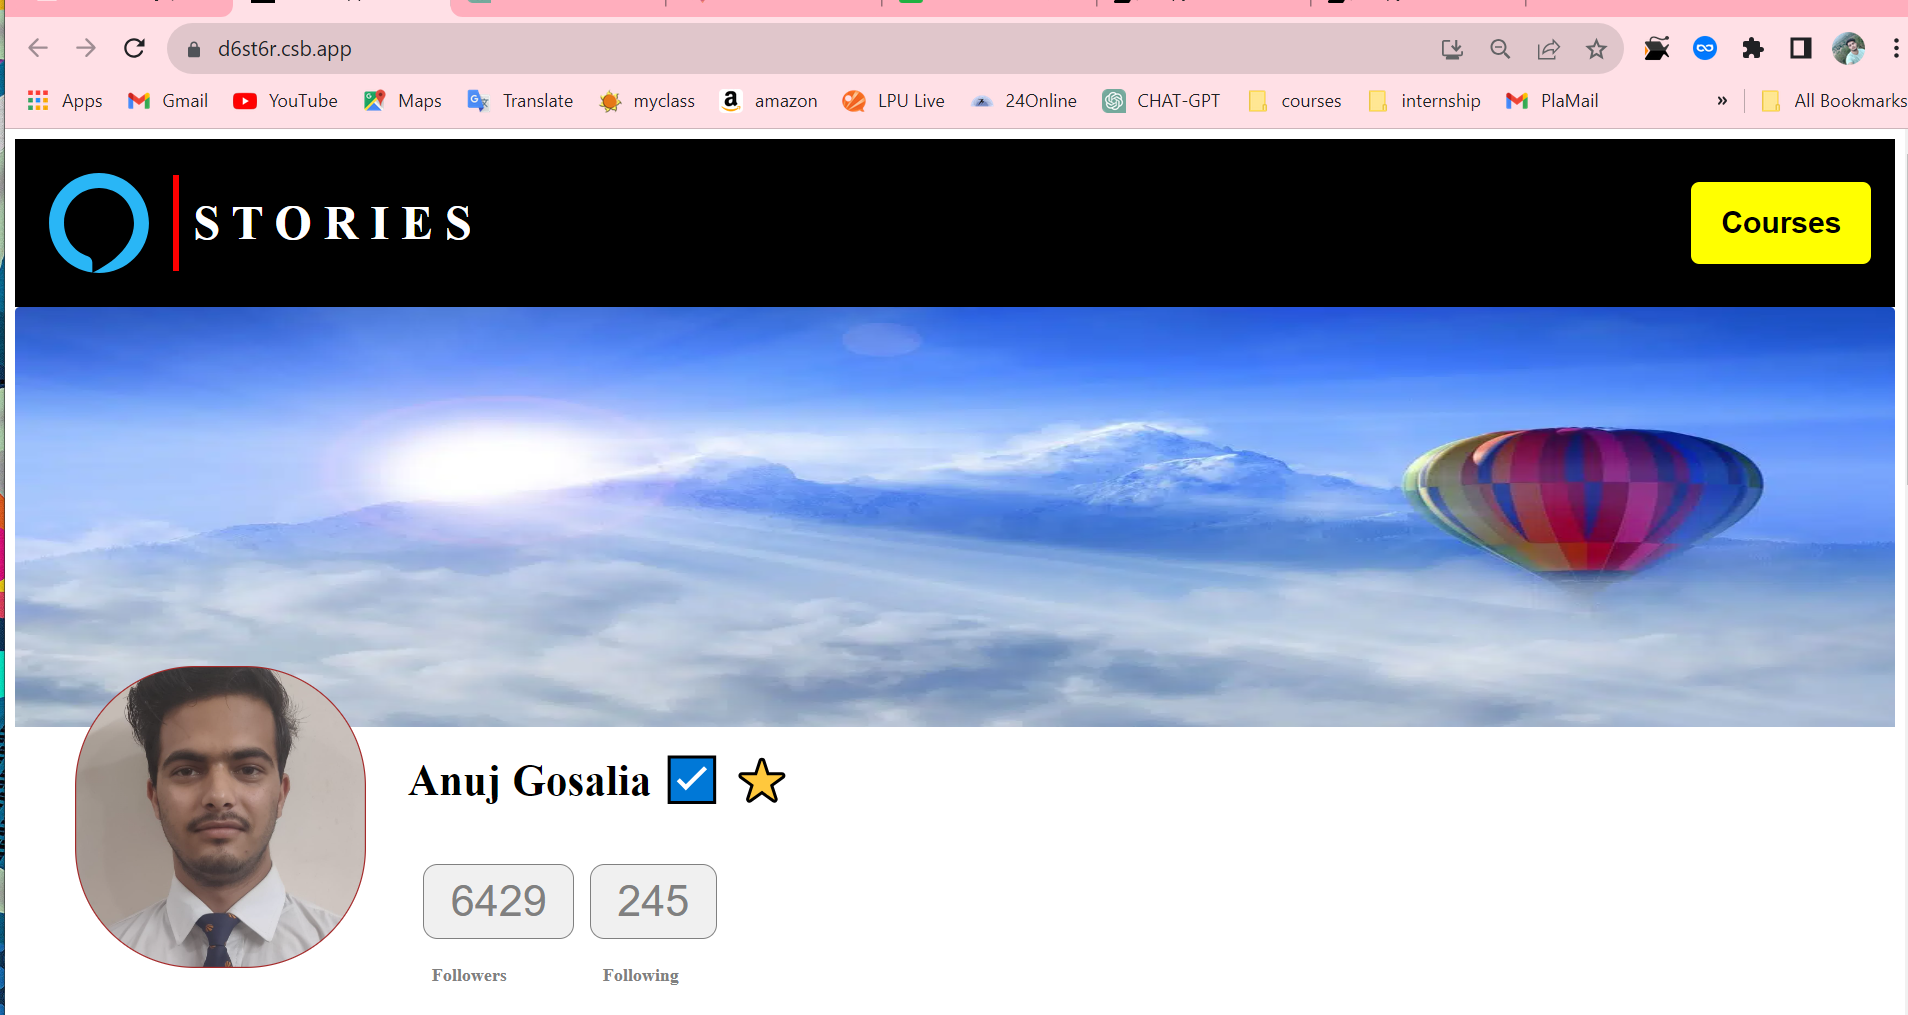 d6st6r.csb.app
Apps Gmail YouTube Maps Translate myclass amazon LPU Live 24Online CHAT-GPT courses internship PlaMail » All Bookmarks
STORIES
Courses
Anuj Gosalia
6429 245
Followers Following